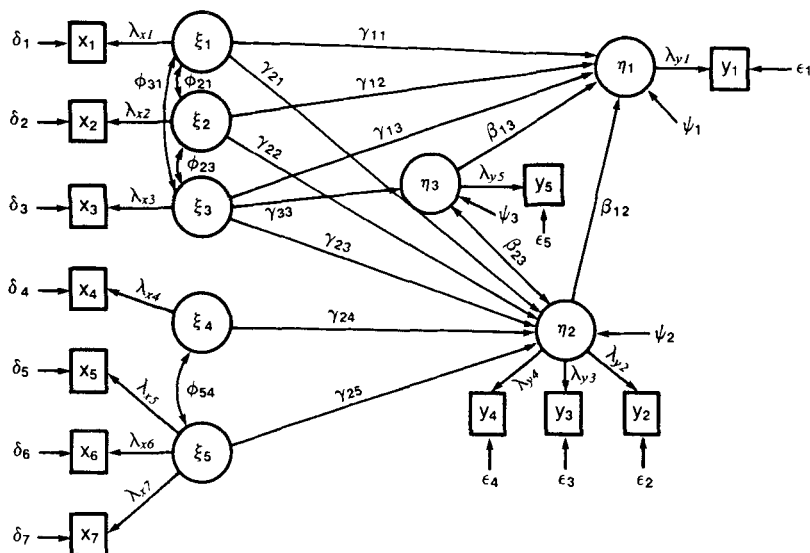 δ₁ x₁ λx1 ξ₁ γ₁₁ η₁ λy1 y₁ ϵ₁
ϕ₃₁ ϕ₂₁ γ₂₁ γ₁₂ ψ₁
δ₂ x₂ λx2 ξ₂ γ₁₃ β₁₃
ϕ₂₃ γ₂₂
δ₃ x₃ λx3 ξ₃ γ₃₃ η₃ λy5 y₅
ψ₃ ϵ₅ β₁₂
γ₂₃ β₂₃
δ₄ x₄ λx4 ξ₄ γ₂₄ η₂ ψ₂
δ₅ x₅ λx5 ϕ₅₄ γ₂₅ λy4 λy3 λy2
y₄ y₃ y₂
δ₆ x₆ λx6 ξ₅
ϵ₄ ϵ₃ ϵ₂
δ₇ x₇ λx7